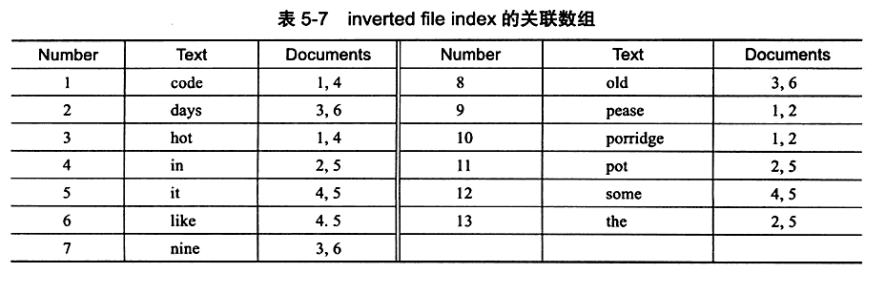 表 5-7 inverted file index 的关联数组
Number Text Documents Number Text Documents
1 code 1, 4 8 old 3, 6
2 days 3, 6 9 pease 1, 2
3 hot 1, 4 10 porridge 1, 2
4 in 2, 5 11 pot 2, 5
5 it 4, 5 12 some 4, 5
6 like 4. 5 13 the 2, 5
7 nine 3, 6